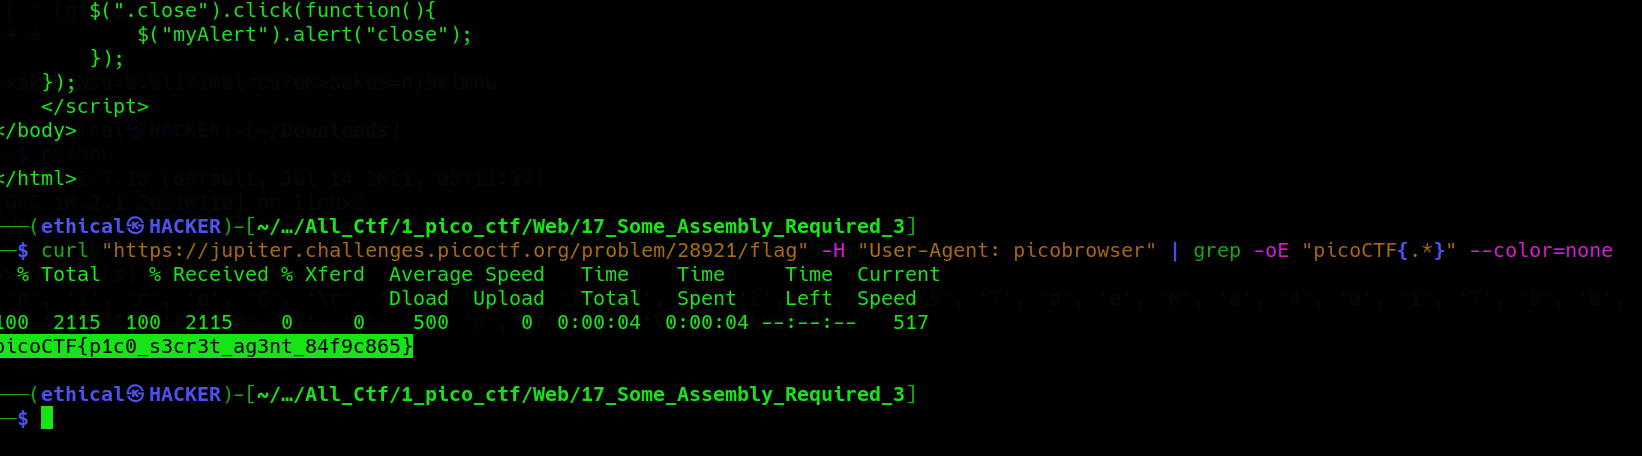 $(".close").click(function(){
$("myAlert").alert("close");
});
});
</script>
</body>
</html>
(ethical㉿HACKER)-[~/…/All_Ctf/1_pico_ctf/Web/17_Some_Assembly_Required_3]
$ curl "https://jupiter.challenges.picoctf.org/problem/28921/flag" -H "User-Agent: picobrowser" | grep -oE "picoCTF{.*}" --color=none
% Total % Received % Xferd Average Speed Time Time Time Current
Dload Upload Total Spent Left Speed
100 2115 100 2115 0 0 500 0 0:00:04 0:00:04 --:--:-- 517
picoCTF{p1c0_s3cr3t_ag3nt_84f9c865}
(ethical㉿HACKER)-[~/…/All_Ctf/1_pico_ctf/Web/17_Some_Assembly_Required_3]
$